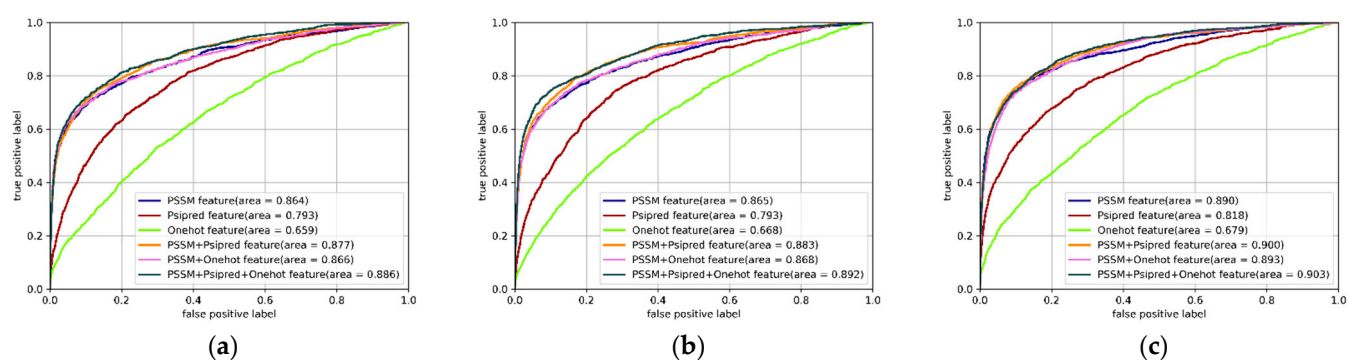 1.0
0.8
0.6
0.4
0.2
0.0
true positive label
PSSM feature(area = 0.864)
Psipred feature(area = 0.793)
Onehot feature(area = 0.659)
PSSM+Psipred feature(area = 0.877)
PSSM+Onehot feature(area = 0.866)
PSSM+Psipred+Onehot feature(area = 0.886)
0.0 0.2 0.4 0.6 0.8 1.0
false positive label
(a)
1.0
0.8
0.6
0.4
0.2
0.0
true positive label
PSSM feature(area = 0.865)
Psipred feature(area = 0.793)
Onehot feature(area = 0.668)
PSSM+Psipred feature(area = 0.883)
PSSM+Onehot feature(area = 0.868)
PSSM+Psipred+Onehot feature(area = 0.892)
0.0 0.2 0.4 0.6 0.8 1.0
false positive label
(b)
1.0
0.8
0.6
0.4
0.2
0.0
true positive label
PSSM feature(area = 0.890)
Psipred feature(area = 0.818)
Onehot feature(area = 0.679)
PSSM+Psipred feature(area = 0.900)
PSSM+Onehot feature(area = 0.893)
PSSM+Psipred+Onehot feature(area = 0.903)
0.0 0.2 0.4 0.6 0.8 1.0
false positive label
(c)